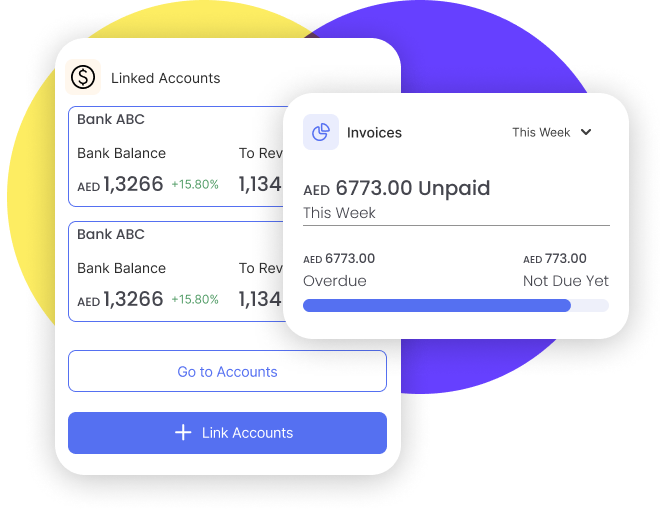 Linked Accounts
Bank ABC
Bank Balance To Rev
AED 1,3266 +15.80% 1,134
Bank ABC
Bank Balance To Rev
AED 1,3266 +15.80% 1,134
Go to Accounts
Link Accounts
Invoices This Week
AED 6773.00 Unpaid
This Week
AED 6773.00 AED 773.00
Overdue Not Due Yet